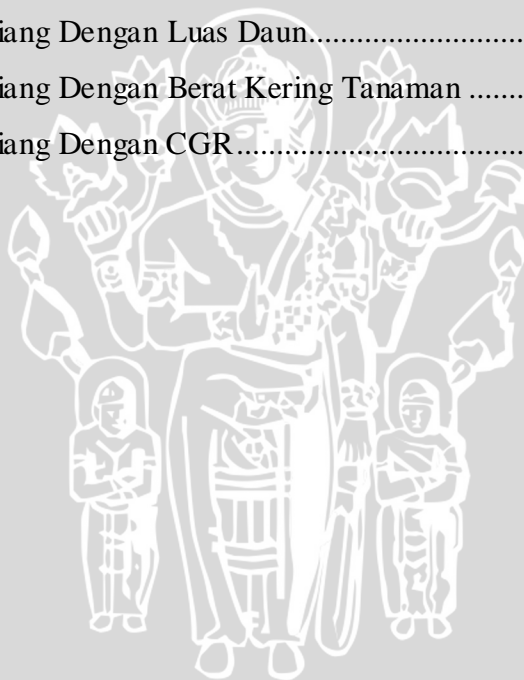 iang Dengan Luas Daun..........................
iang Dengan Berat Kering Tanaman .......
iang Dengan CGR..................................